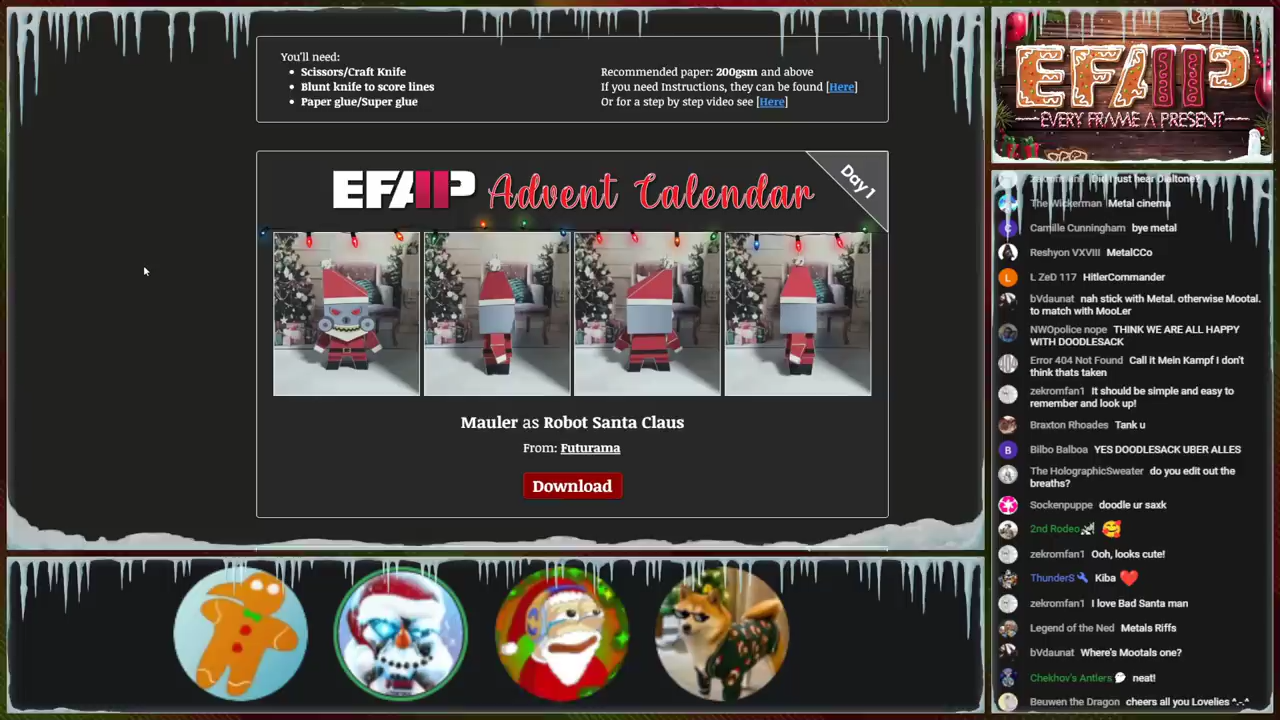 You'll need:
• Scissors/Craft Knife
• Blunt knife to score lines
• Paper glue/Super glue
Recommended paper: 200gsm and above
If you need Instructions, they can be found [Here]
Or for a step by step video see [Here]
EFAP Advent Calendar
Day 1
Mauler as Robot Santa Claus
From: Futurama
Download
EFAP
EVERY FRAME A PRESENT
Did I just hear Dailtone?
The Wickerman Metal cinema
Camille Cunningham bye metal
Reshyon VXVIII MetalCCo
L ZeD 117 HitlerCommander
bVdaunat nah stick with Metal. otherwise Mootal.
to match with MooLer
NWOpolice nope THINK WE ARE ALL HAPPY
WITH DOODLESACK
Error 404 Not Found Call it Mein Kampf I don't
think thats taken
zekromfan1 It should be simple and easy to
remember and look up!
Braxton Rhoades Tank u
B
Bilbo Balboa YES DOODLESACK UBER ALLES
The HolographicSweater do you edit out the
breaths?
Sockenpuppe doodle ur saxk
2nd Rodeo
zekromfan1 Ooh, looks cute!
ThunderS Kiba
zekromfan1 I love Bad Santa man
Legend of the Ned Metals Riffs
bVdaunat Where's Mootals one?
Chekhov's Antlers neat!
Beuwen the Dragon cheers all you Lovelies ^-.^